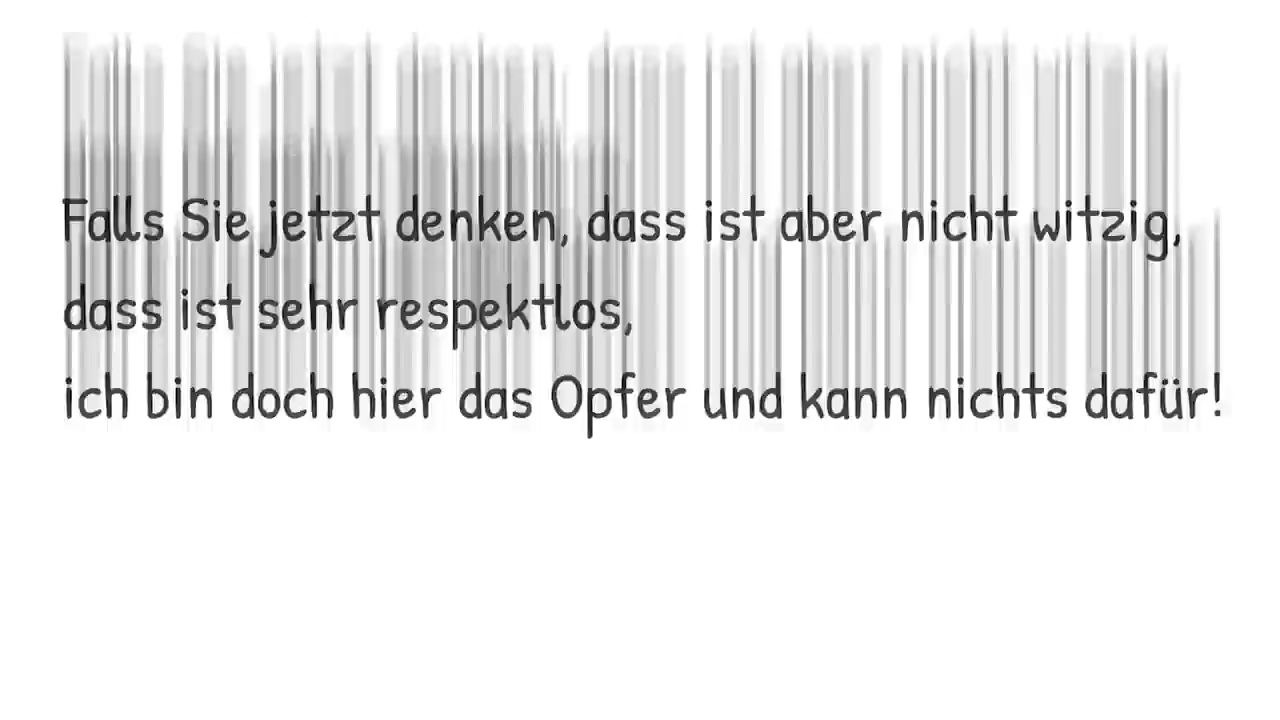 Falls Sie jetzt denken, dass ist aber nicht witzig,
dass ist sehr respektlos,
ich bin doch hier das Opfer und kann nichts dafür!